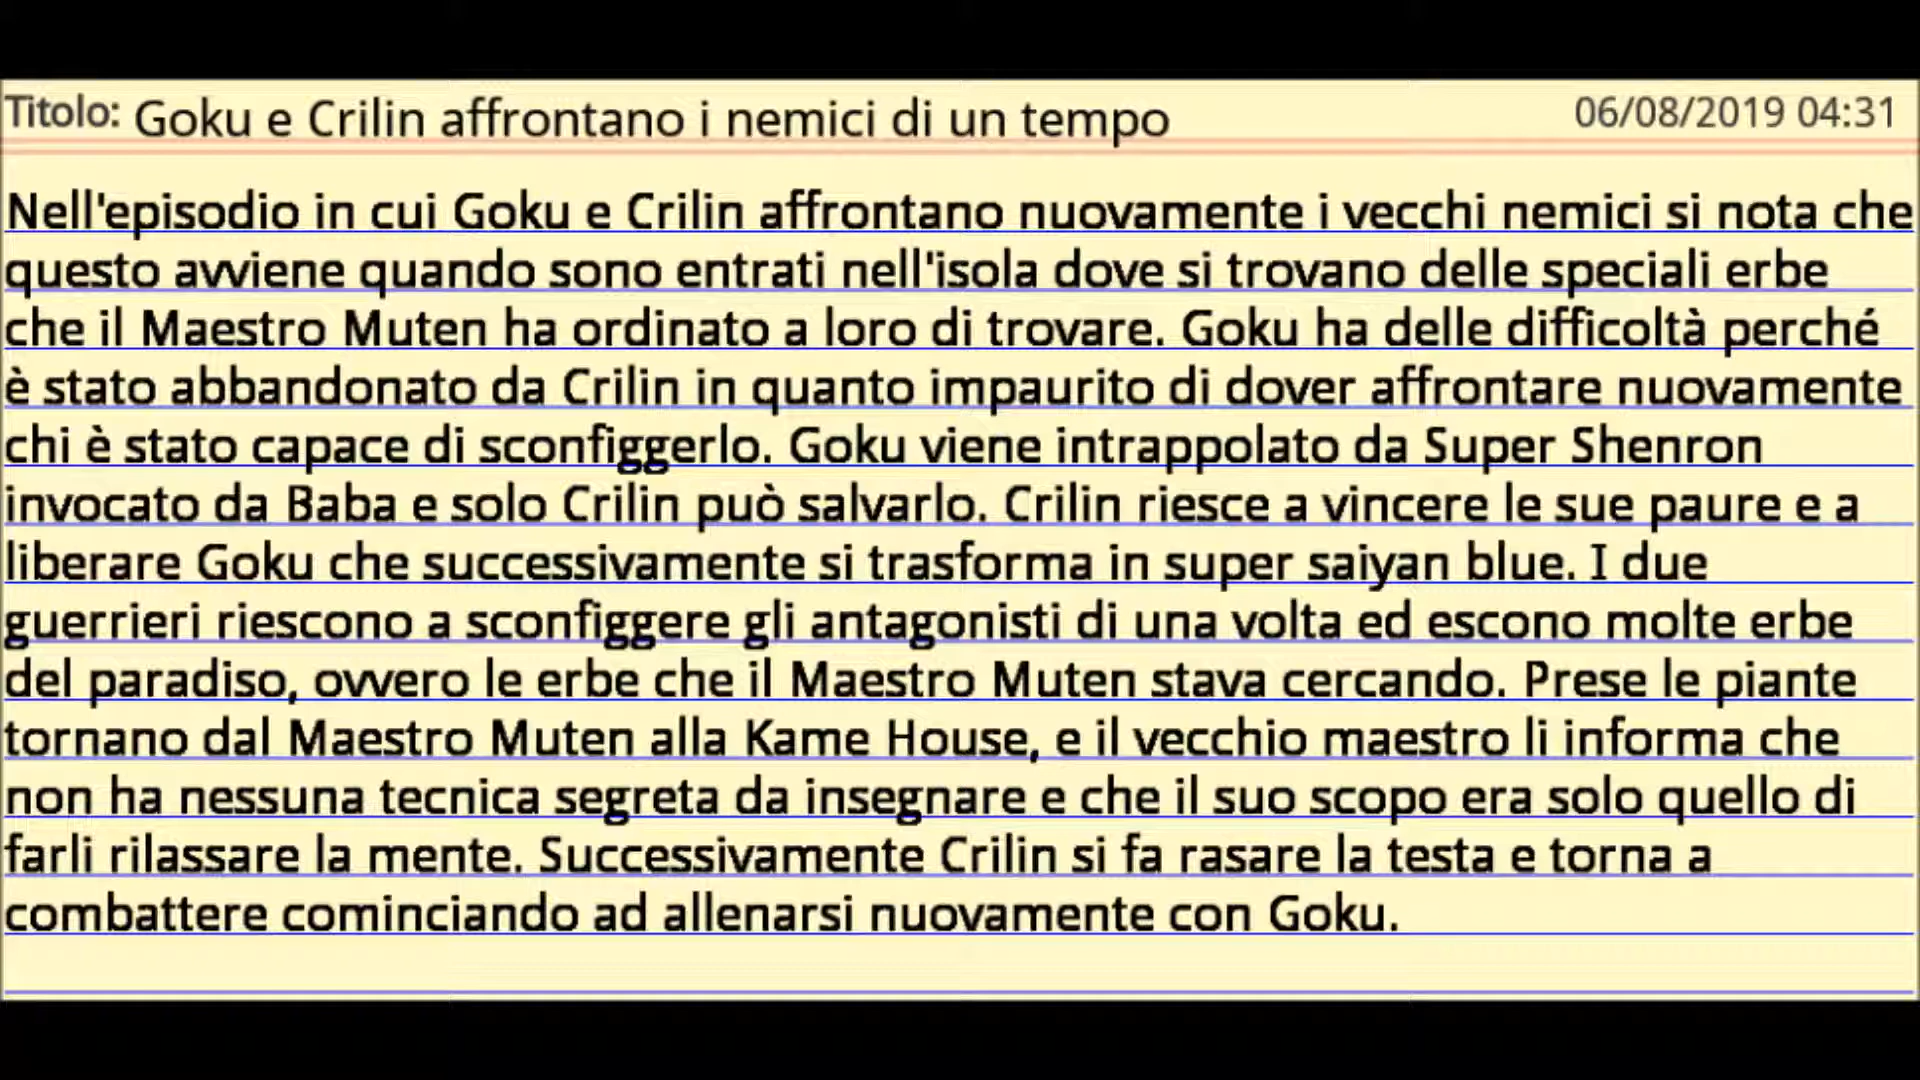 Titolo: Goku e Crilin affrontano i nemici di un tempo 06/08/2019 04:31
Nell'episodio in cui Goku e Crilin affrontano nuovamente i vecchi nemici si nota che
questo avviene quando sono entrati nell'isola dove si trovano delle speciali erbe
che il Maestro Muten ha ordinato a loro di trovare. Goku ha delle difficoltà perché
è stato abbandonato da Crilin in quanto impaurito di dover affrontare nuovamente
chi è stato capace di sconfiggerlo. Goku viene intrappolato da Super Shenron
invocato da Baba e solo Crilin può salvarlo. Crilin riesce a vincere le sue paure e a
liberare Goku che successivamente si trasforma in super saiyan blue. I due
guerrieri riescono a sconfiggere gli antagonisti di una volta ed escono molte erbe
del paradiso, ovvero le erbe che il Maestro Muten stava cercando. Prese le piante
tornano dal Maestro Muten alla Kame House, e il vecchio maestro li informa che
non ha nessuna tecnica segreta da insegnare e che il suo scopo era solo quello di
farli rilassare la mente. Successivamente Crilin si fa rasare la testa e torna a
combattere cominciando ad allenarsi nuovamente con Goku.